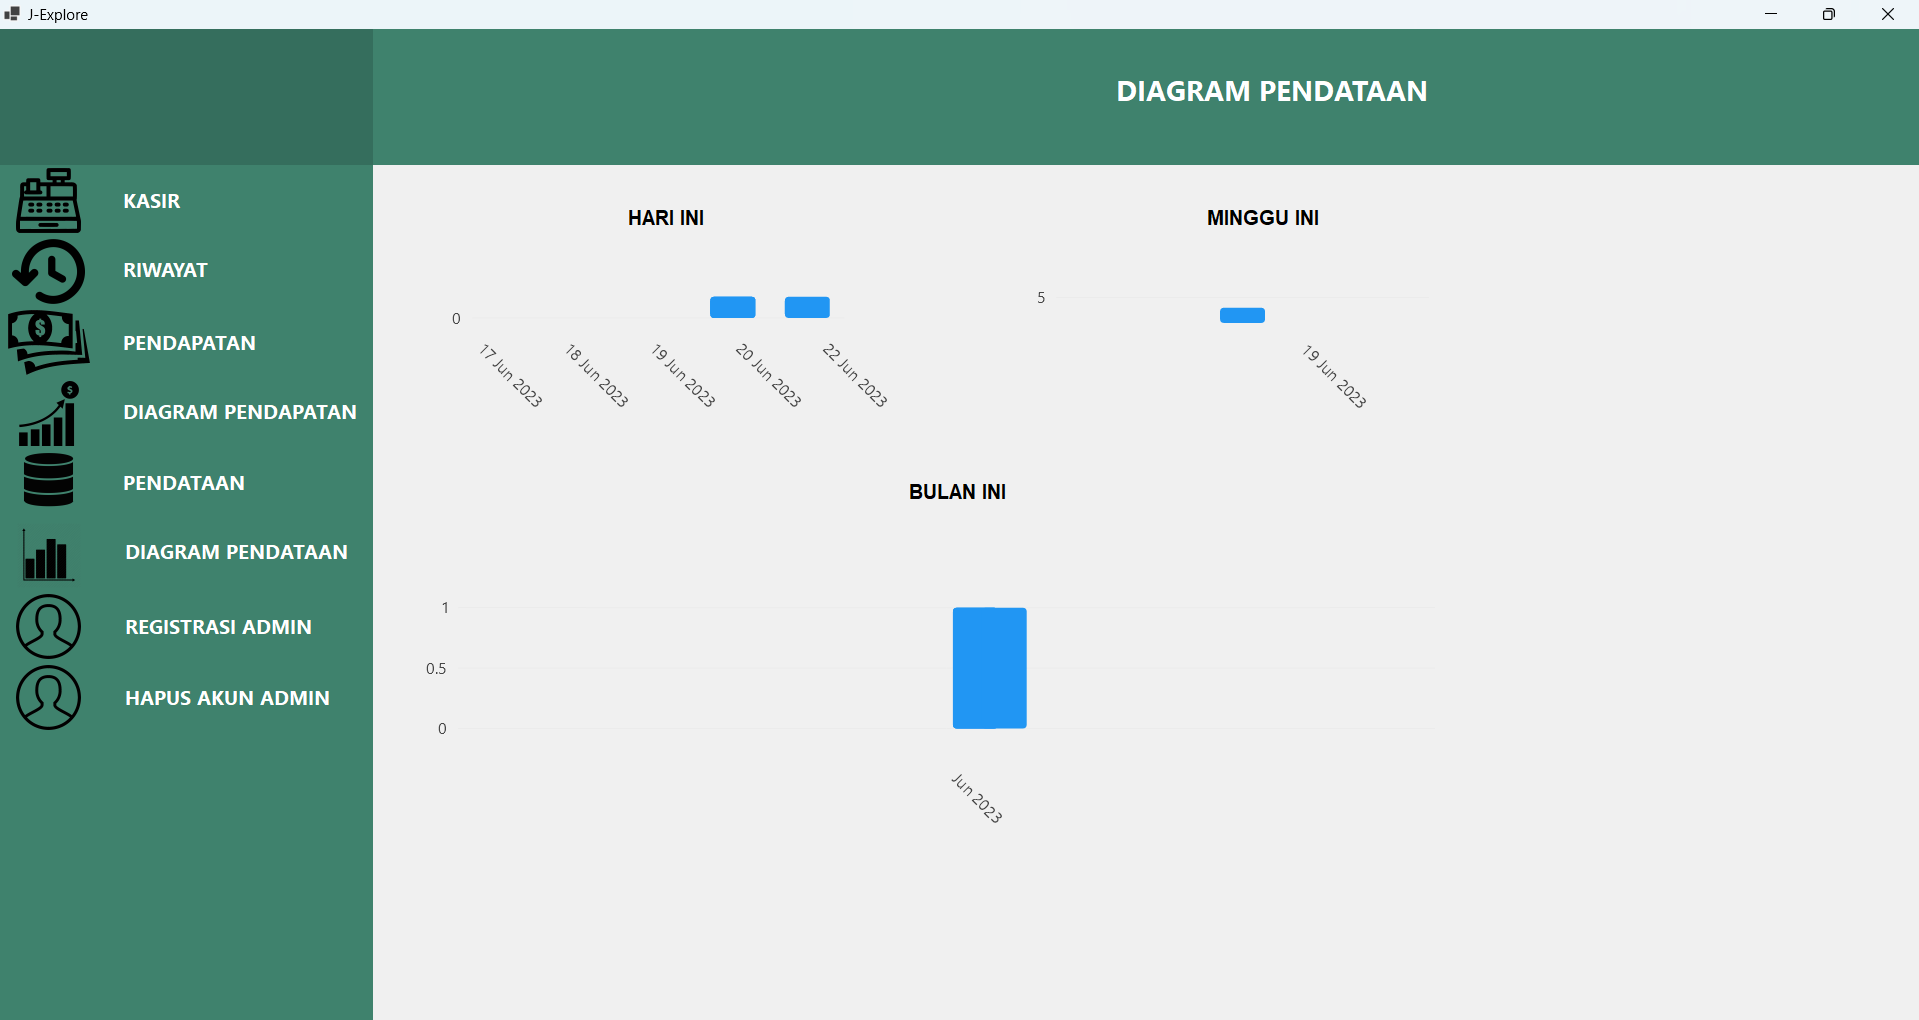 J-Explore
DIAGRAM PENDATAAN
KASIR
RIWAYAT
PENDAPATAN
DIAGRAM PENDAPATAN
PENDATAAN
DIAGRAM PENDATAAN
REGISTRASI ADMIN
HAPUS AKUN ADMIN
HARI INI
0
17 Jun 2023
18 Jun 2023
19 Jun 2023
20 Jun 2023
22 Jun 2023
MINGGU INI
5
19 Jun 2023
BULAN INI
1
0.5
0
Jun 2023